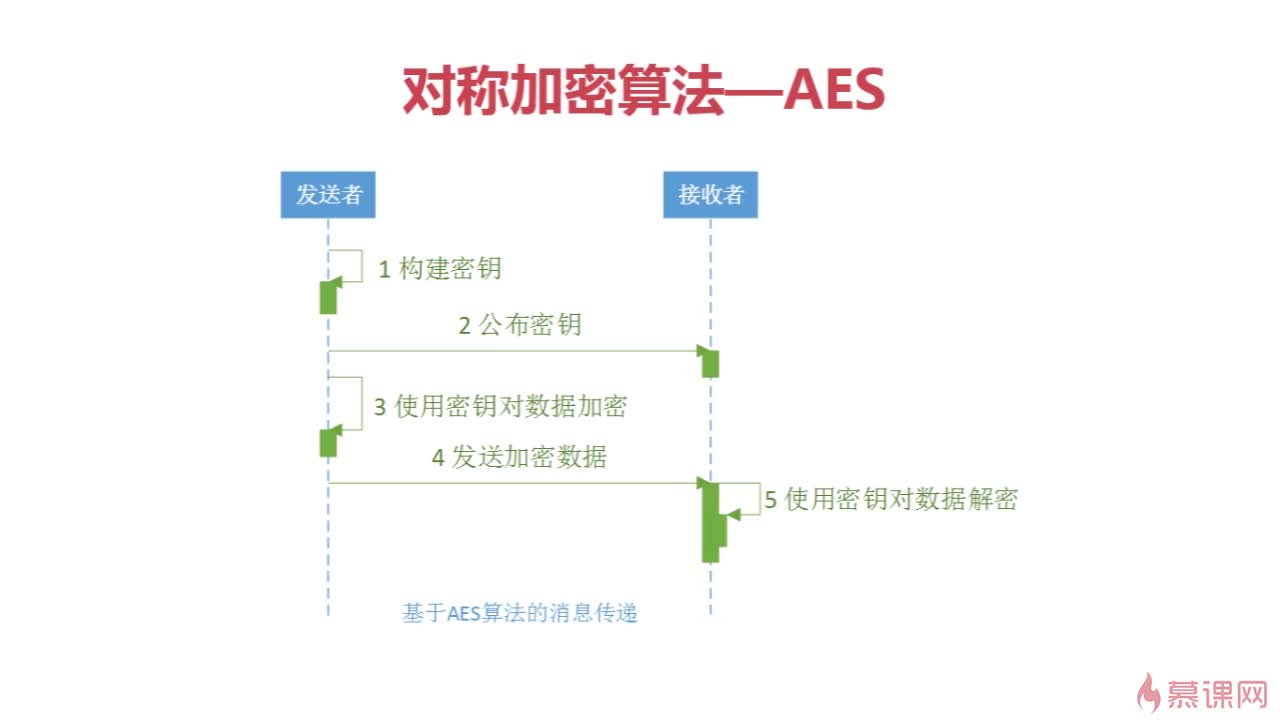 对称加密算法—AES
发送者
接收者
1 构建密钥
2 公布密钥
3 使用密钥对数据加密
4 发送加密数据
5 使用密钥对数据解密
基于AES算法的消息传递
慕课网